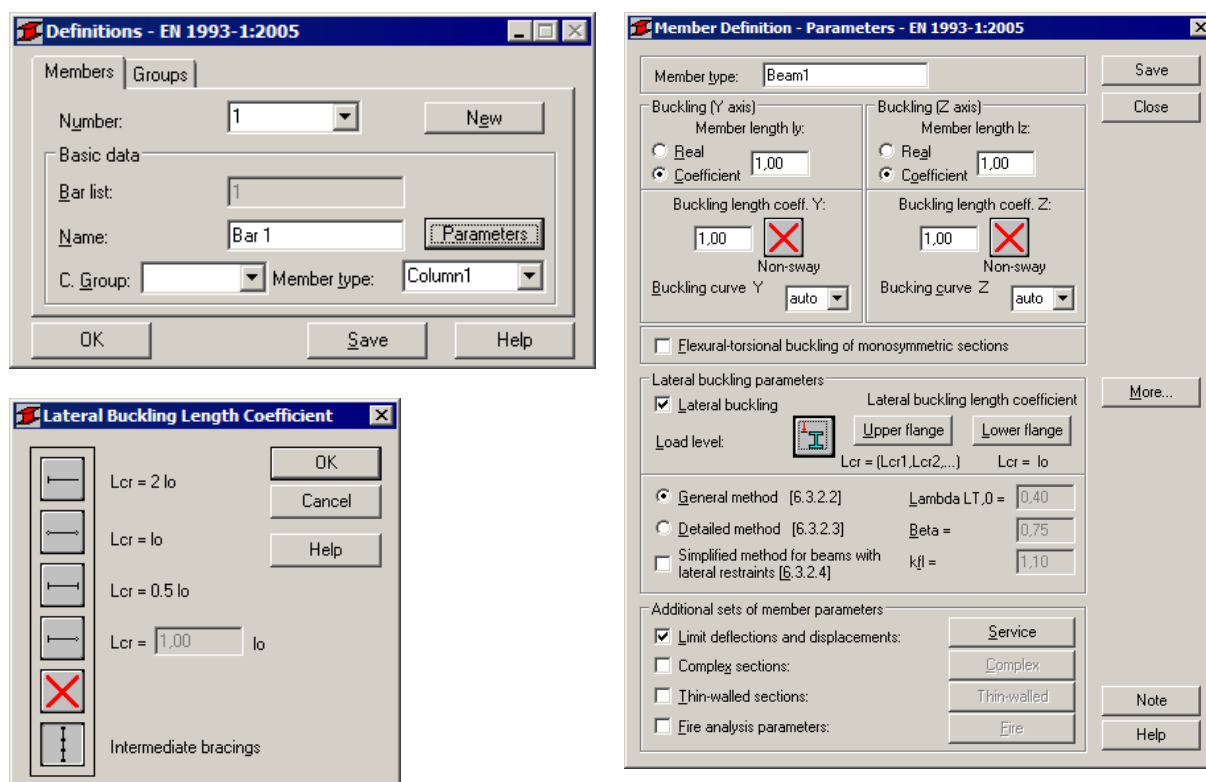 Definitions - EN 1993-1:2005
Members Groups
Number: 1 New
Basic data
Bar list: 1
Name: Bar 1 Parameters
C. Group: Member type: Column1
OK Save Help
Lateral Buckling Length Coefficient
Lcr = 2 lo
OK
Cancel
Lcr = lo
Help
Lcr = 0.5 lo
Lcr = 1,00 lo
Intermediate bracings
Member Definition - Parameters - EN 1993-1:2005
Member type: Beam1
Save
Close
Buckling (Y axis) Buckling (Z axis)
Member length ly: Member length lz:
Real Real
1,00 1,00
Coefficient Coefficient
Buckling length coeff. Y: Buckling length coeff. Z:
1,00 1,00
Non-sway Non-sway
Buckling curve Y auto Bucking curve Z auto
Flexural-torsional buckling of monosymmetric sections
Lateral buckling parameters
More...
Lateral buckling Lateral buckling length coefficient
Load level: Upper flange Lower flange
Lcr = (Lcr1,Lcr2,...) Lcr = lo
General method [6.3.2.2] Lambda LT,0 = 0,40
Detailed method [6.3.2.3] Beta = 0,75
Simplified method for beams with
lateral restraints [6.3.2.4] kfl = 1,10
Additional sets of member parameters
Limit deflections and displacements: Service
Complex sections: Complex
Thin-walled sections: Thin-walled
Fire analysis parameters: Fire
Note
Help